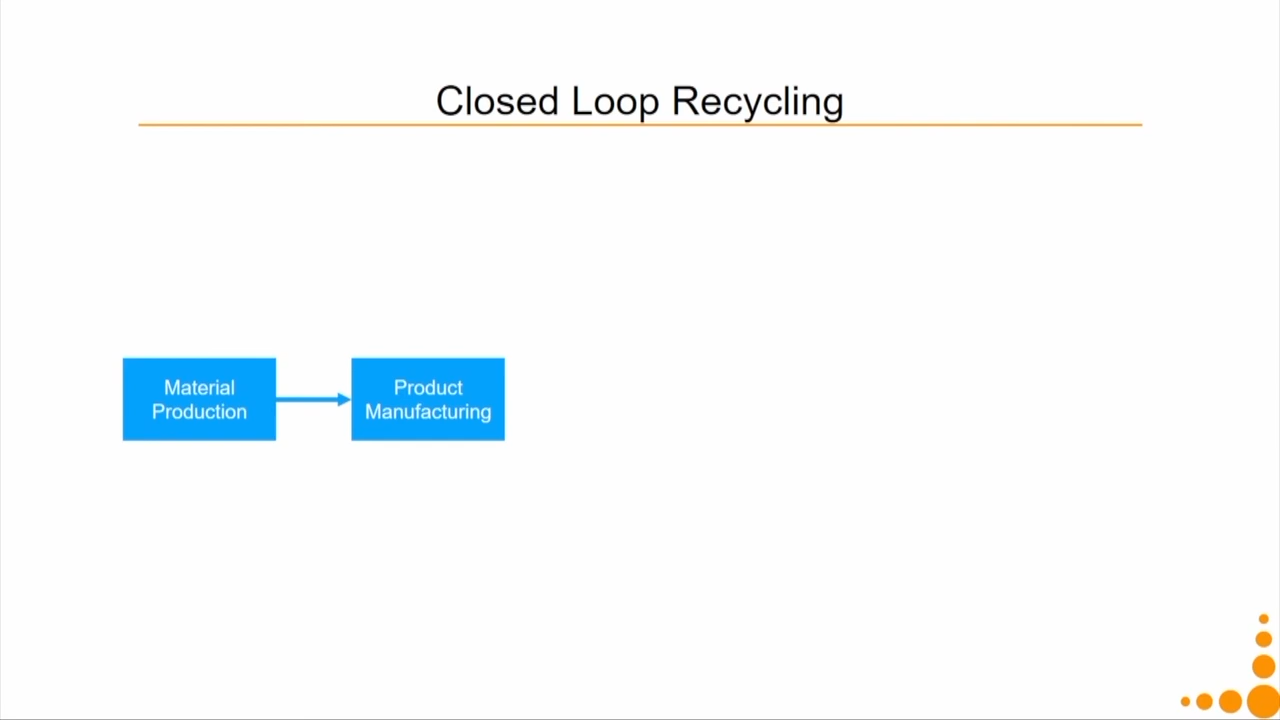 Closed Loop Recycling
Material
Production
Product
Manufacturing